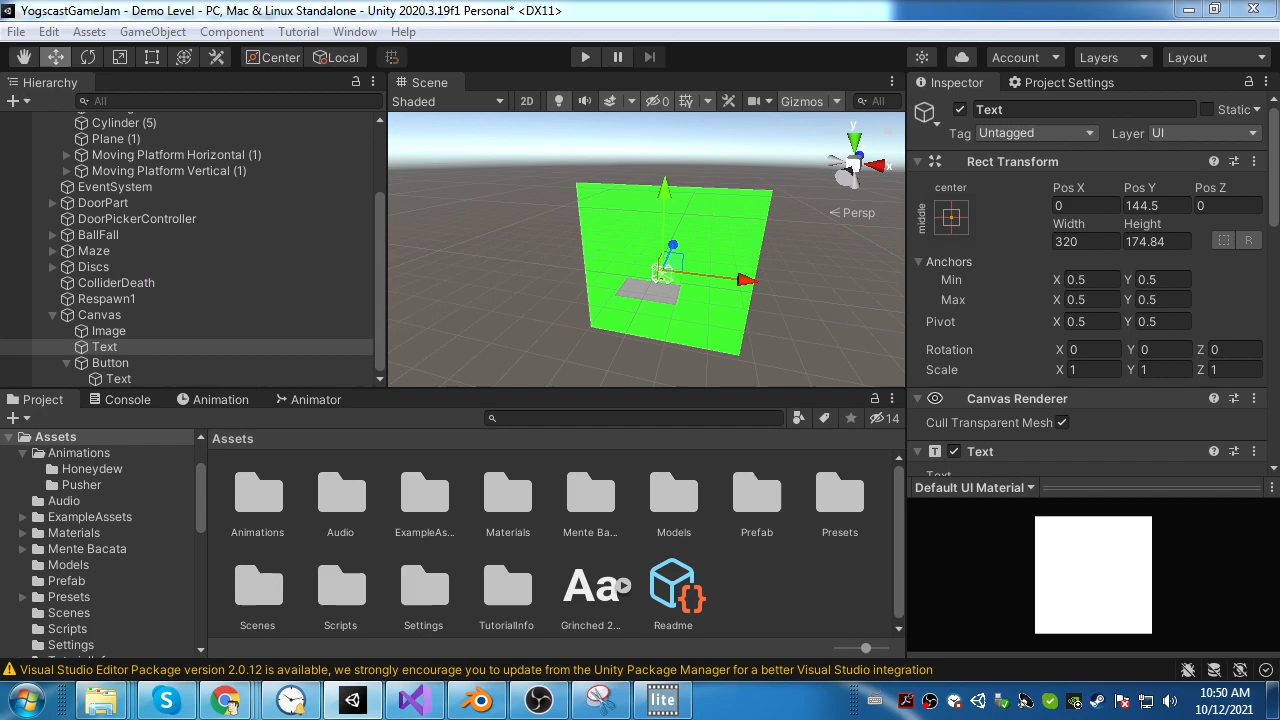 YogscastGameJam - Demo Level - PC, Mac & Linux Standalone - Unity 2020.3.19f1 Personal* <DX11>
File Edit Assets GameObject Component Tutorial Window Help
Center Local Account Layers Layout
Hierarchy
All
Cylinder (5)
Plane (1)
Moving Platform Horizontal (1)
Moving Platform Vertical (1)
EventSystem
DoorPart
DoorPickerController
BallFall
Maze
Discs
ColliderDeath
Respawn1
Canvas
Image
Text
Button
Text
Scene
Shaded 2D 0 Gizmos All
y
x
Persp
Inspector Project Settings
Text Static
Tag Untagged Layer UI
Rect Transform
center Pos X Pos Y Pos Z
middle 0 144.5 0
Width Height
320 174.84 R
Anchors
Min X 0.5 Y 0.5
Max X 0.5 Y 0.5
Pivot X 0.5 Y 0.5
Rotation X 0 Y 0 Z 0
Scale X 1 Y 1 Z 1
Canvas Renderer
Cull Transparent Mesh
T Text
Default UI Material
Project Console Animation Animator
14
Assets
Animations
Honeydew
Pusher
Audio
ExampleAssets
Materials
Mente Bacata
Models
Prefab
Presets
Scenes
Scripts
Settings
Assets
Animations Audio ExampleAs... Materials Mente Ba... Models Prefab Presets
Aa {}
Scenes Scripts Settings TutorialInfo Grinched 2... Readme
Visual Studio Editor Package version 2.0.12 is available, we strongly encourage you to update from the Unity Package Manager for a better Visual Studio integration
S lite
10:50 AM
10/12/2021